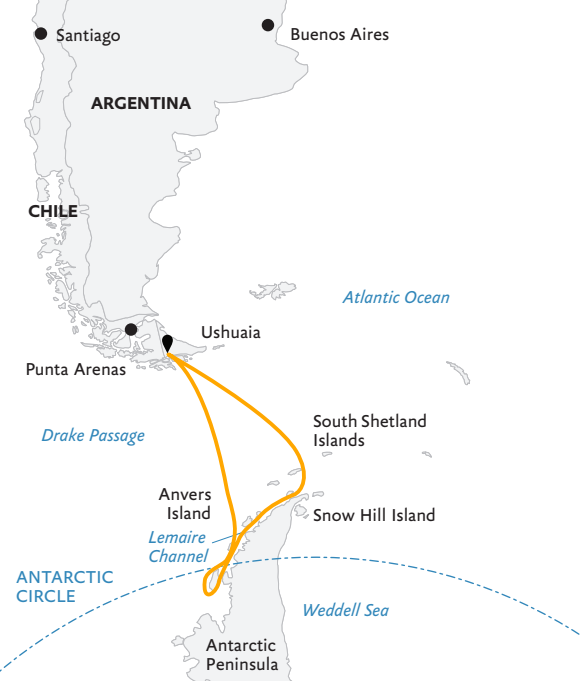 Santiago
Buenos Aires
ARGENTINA
CHILE
Atlantic Ocean
Ushuaia
Punta Arenas
South Shetland
Islands
Drake Passage
Anvers
Island
Snow Hill Island
Lemaire
Channel
ANTARCTIC
CIRCLE
Weddell Sea
Antarctic
Peninsula